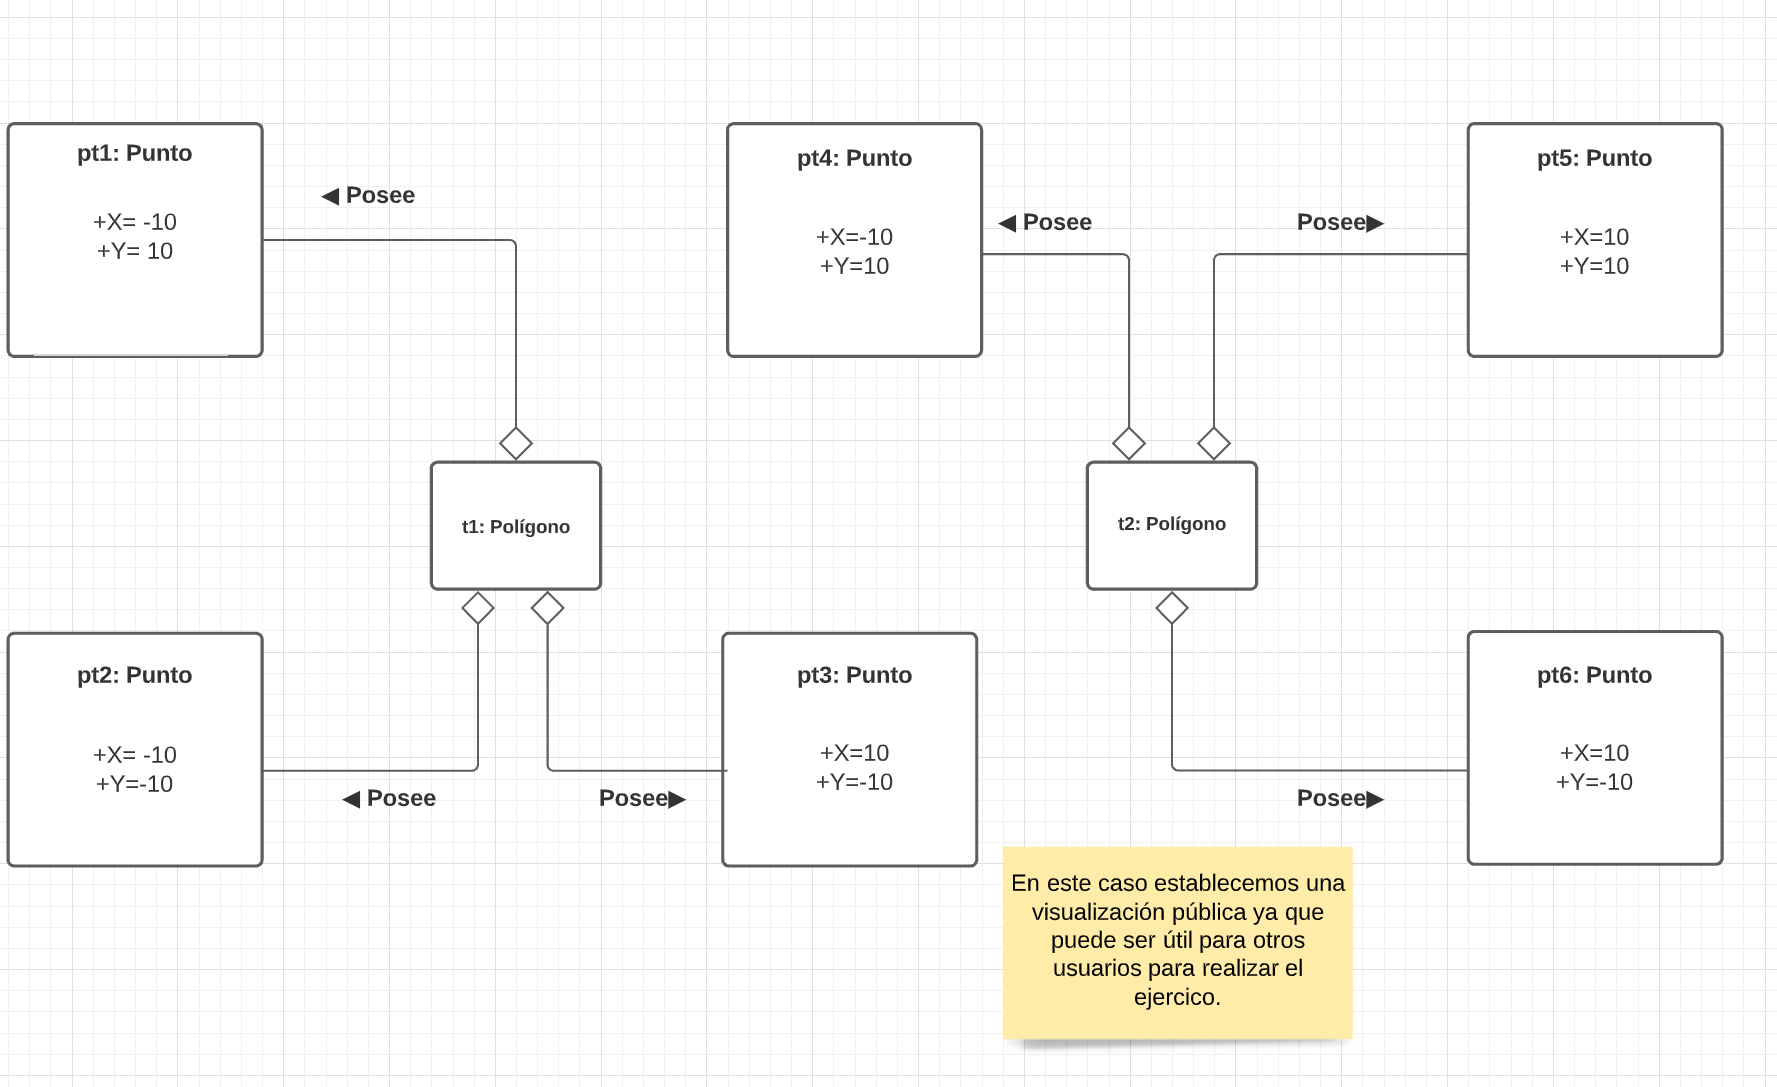 pt1: Punto
+X= -10
+Y= 10
◀ Posee
pt4: Punto
+X=-10
+Y=10
◀ Posee
Posee▶
pt5: Punto
+X=10
+Y=10
t1: Polígono
t2: Polígono
pt2: Punto
+X= -10
+Y=-10
◀ Posee
Posee▶
pt3: Punto
+X=10
+Y=-10
Posee▶
pt6: Punto
+X=10
+Y=-10
En este caso establecemos una
visualización pública ya que
puede ser útil para otros
usuarios para realizar el
ejercico.